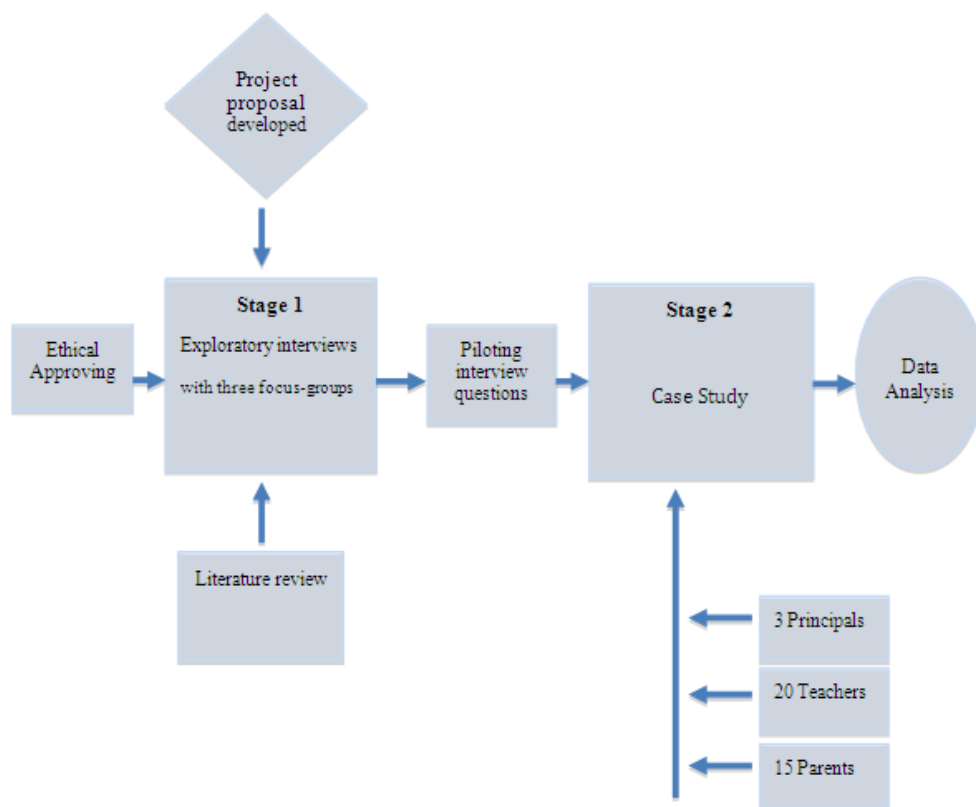 Project
proposal
developed
Stage 1
Exploratory interviews
with three focus-groups
Ethical
Approving
Piloting
interview
questions
Stage 2
Case Study
Data
Analysis
Literature review
3 Principals
20 Teachers
15 Parents